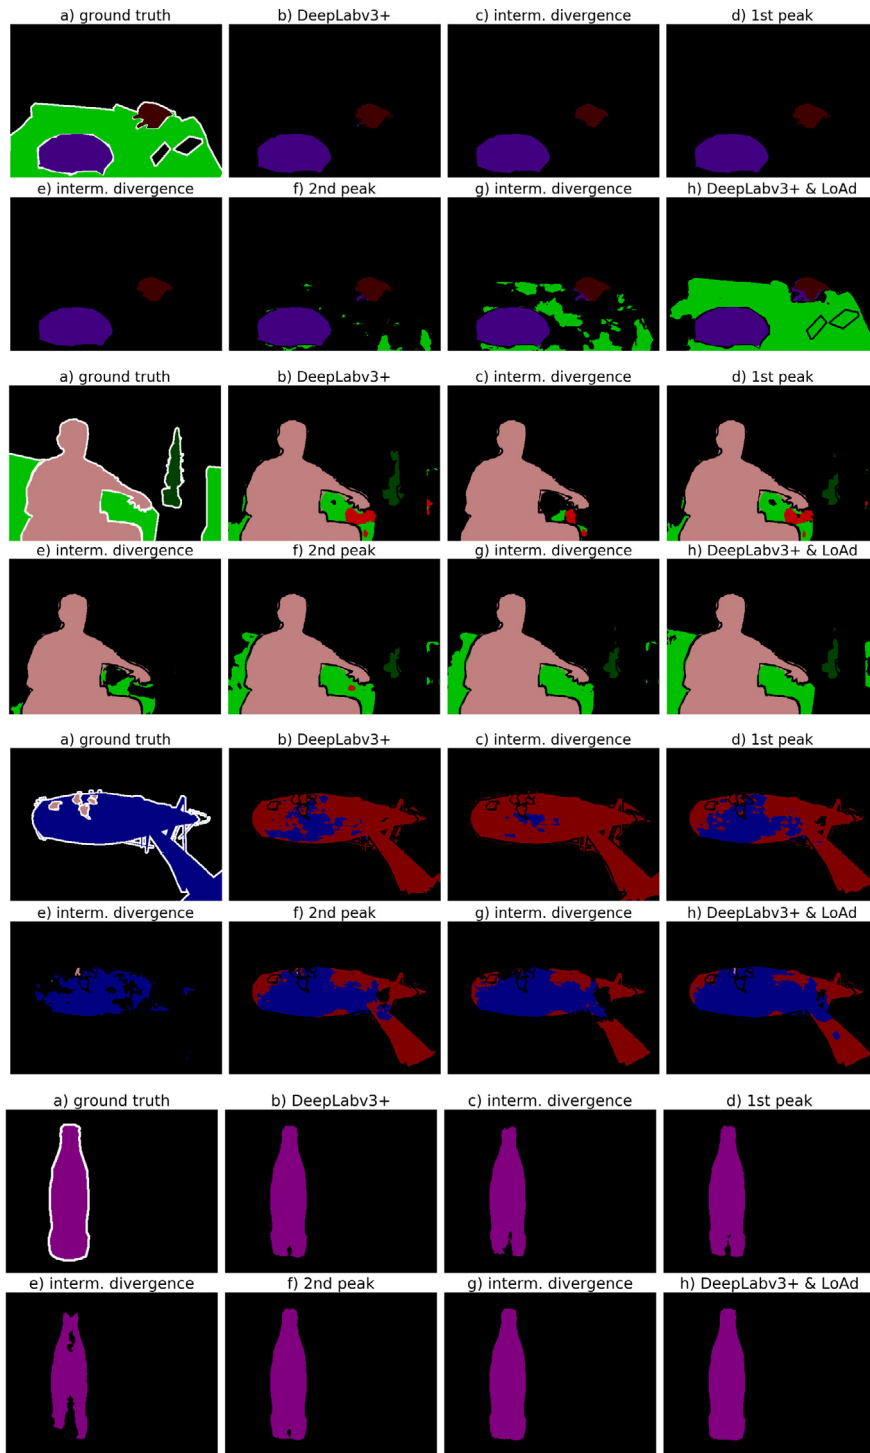 a) ground truth b) DeepLabv3+ c) interm. divergence d) 1st peak
e) interm. divergence f) 2nd peak g) interm. divergence h) DeepLabv3+ & LoAd
a) ground truth b) DeepLabv3+ c) interm. divergence d) 1st peak
e) interm. divergence f) 2nd peak g) interm. divergence h) DeepLabv3+ & LoAd
a) ground truth b) DeepLabv3+ c) interm. divergence d) 1st peak
e) interm. divergence f) 2nd peak g) interm. divergence h) DeepLabv3+ & LoAd
a) ground truth b) DeepLabv3+ c) interm. divergence d) 1st peak
e) interm. divergence f) 2nd peak g) interm. divergence h) DeepLabv3+ & LoAd